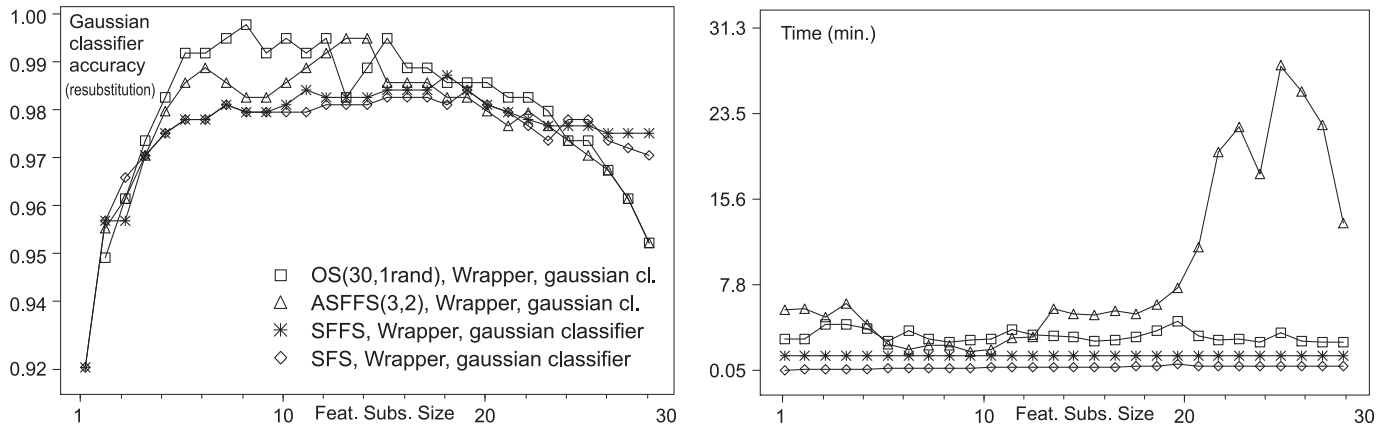 1.00
0.99
0.98
0.97
0.96
0.95
0.94
0.92
Gaussian
classifier
accuracy
(resubstitution)
OS(30,1rand), Wrapper, gaussian cl.
ASFFS(3,2), Wrapper, gaussian cl.
SFFS, Wrapper, gaussian classifier
SFS, Wrapper, gaussian classifier
1 10 20 30
Feat. Subs. Size
Time (min.)
31.3
23.5
15.6
7.8
0.05
1 10 20 30
Feat. Subs. Size